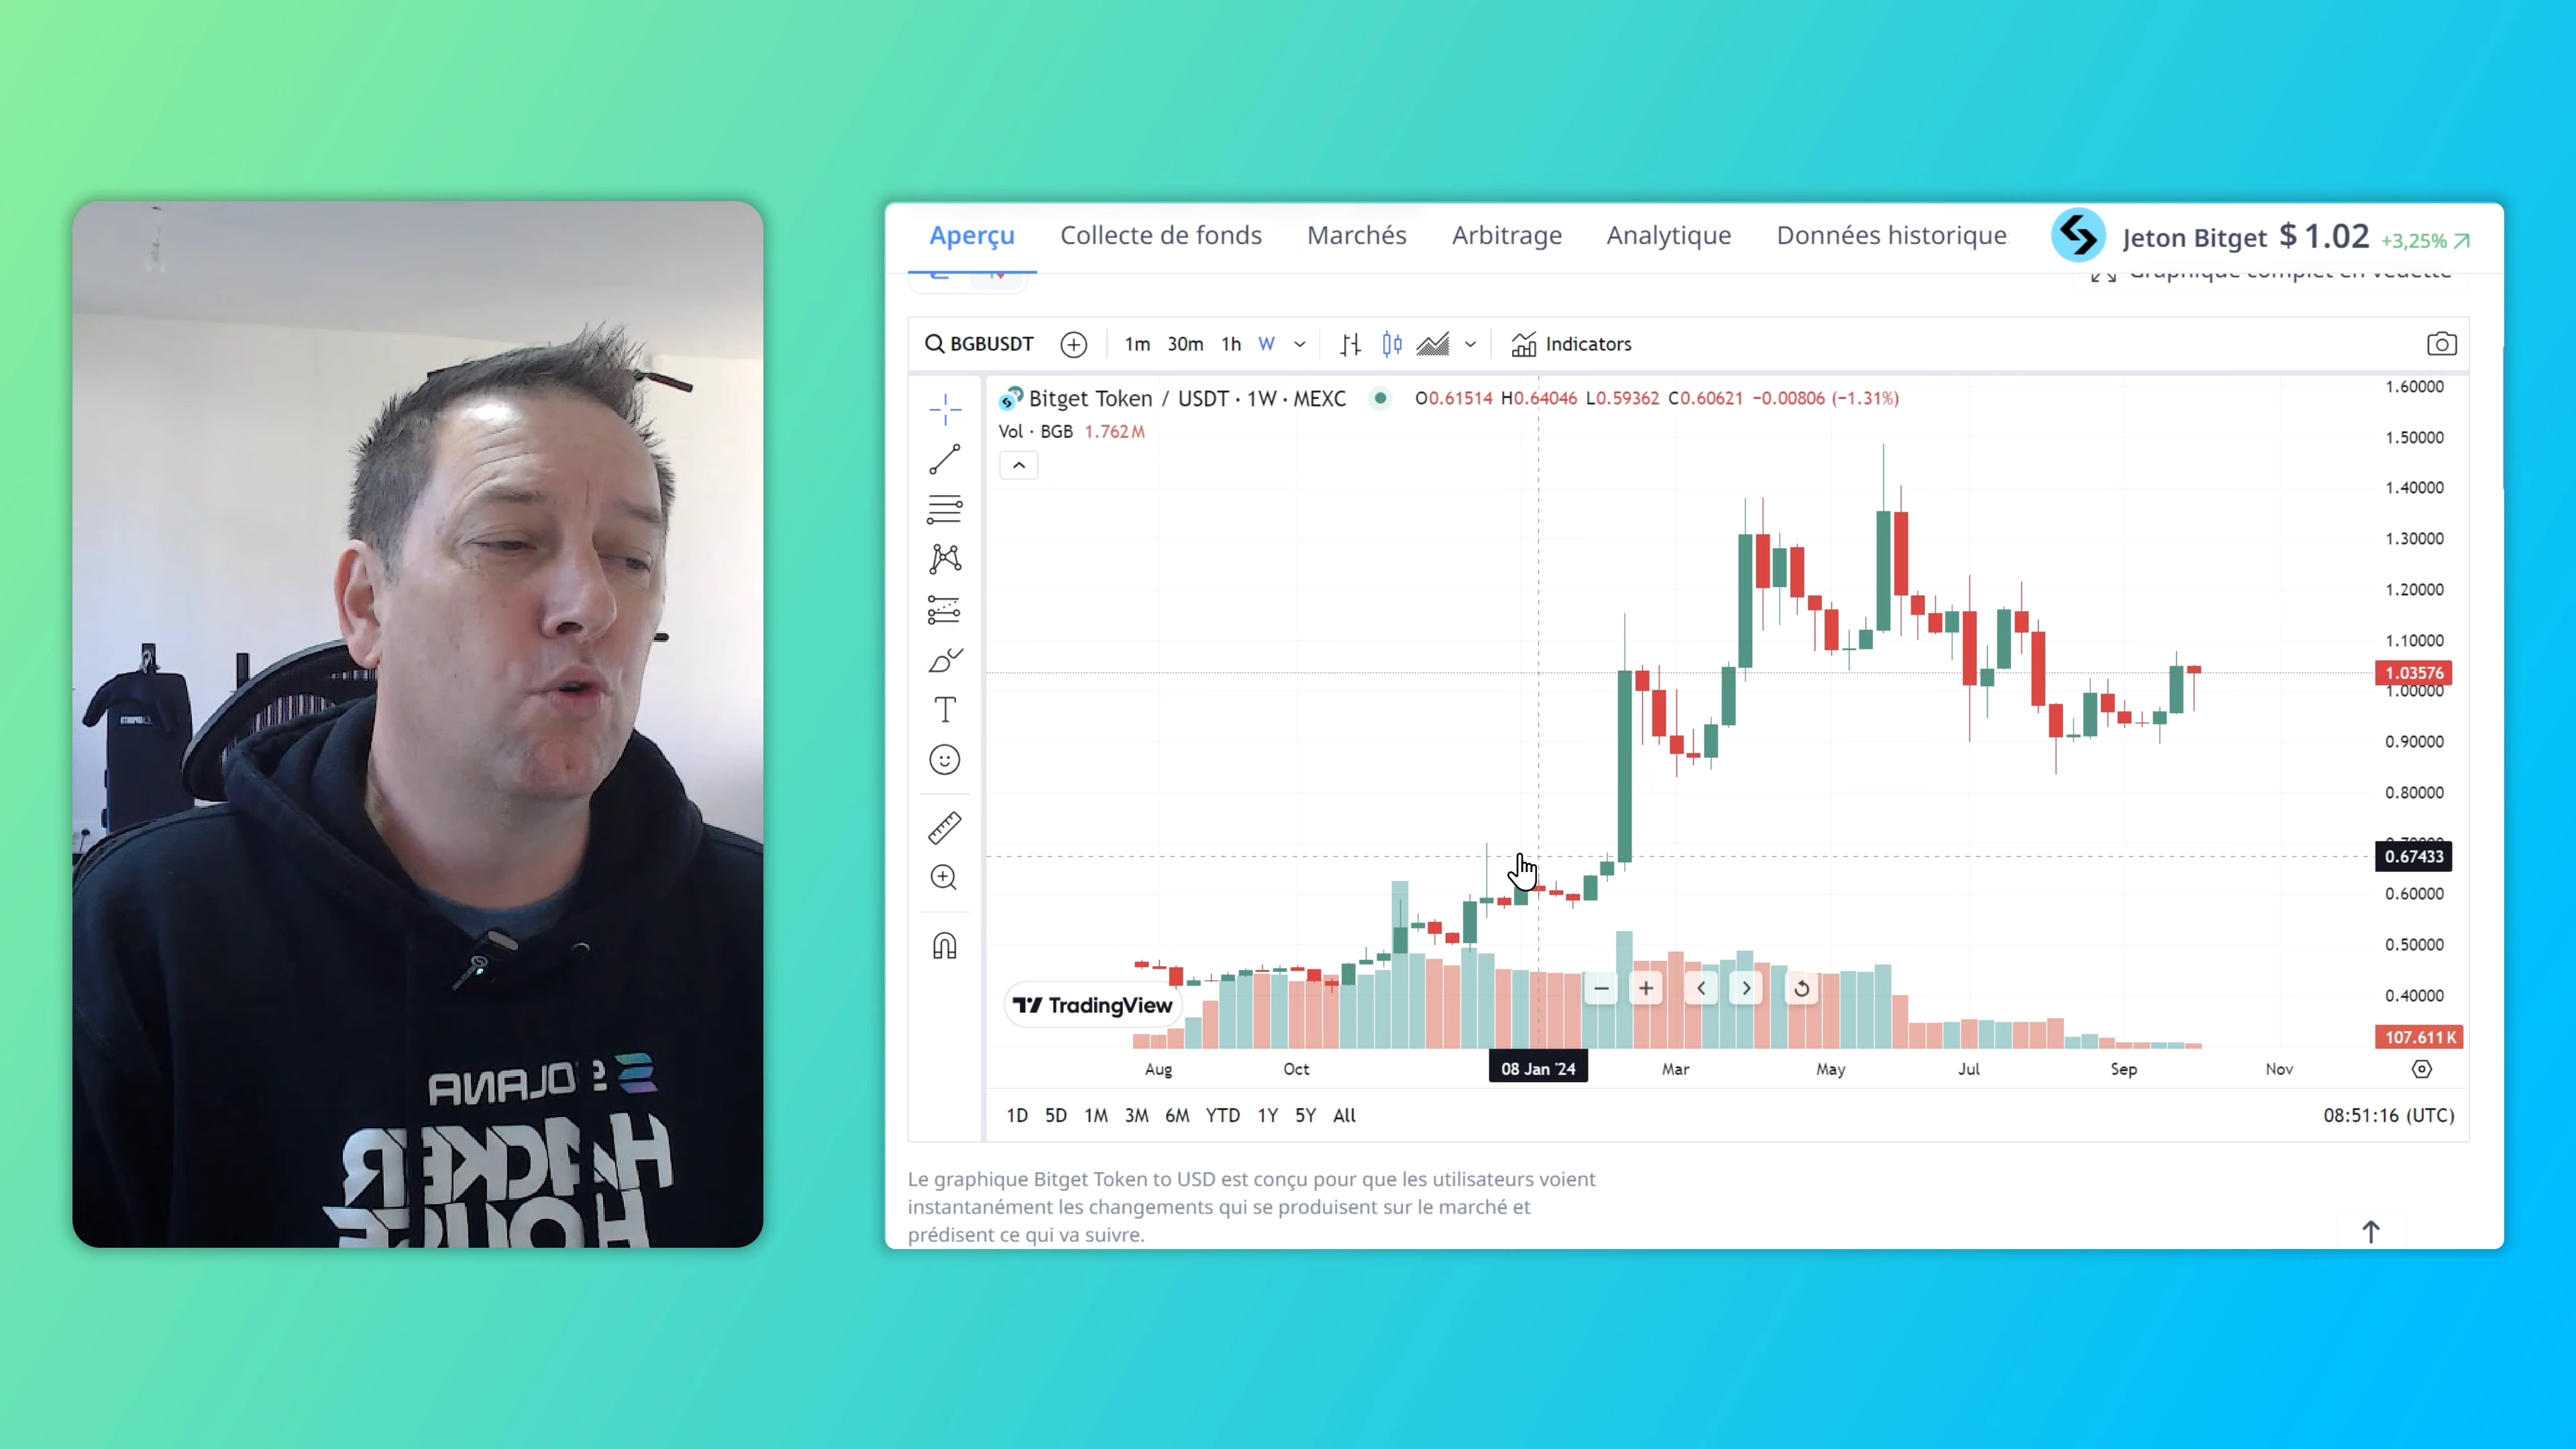 Aperçu Collecte de fonds Marchés Arbitrage Analytique Données historique Jeton Bitget $ 1.02 +3,25%
Graphique complet en vedette
BGBUSDT 1m 30m 1h W Indicators
Bitget Token / USDT · 1W · MEXC O0.61514 H0.64046 L0.59362 C0.60621 −0.00806 (−1.31%)
Vol · BGB 1.762 M
1.60000
1.50000
1.40000
1.30000
1.20000
1.10000
1.03576
1.00000
0.90000
0.80000
0.67433
0.60000
0.50000
0.40000
107.611 K
TradingView
Aug Oct 08 Jan '24 Mar May Jul Sep Nov
1D 5D 1M 3M 6M YTD 1Y 5Y All 08:51:16 (UTC)
Le graphique Bitget Token to USD est conçu pour que les utilisateurs voient
instantanément les changements qui se produisent sur le marché et
prédisent ce qui va suivre.
HACKER
HOUSE